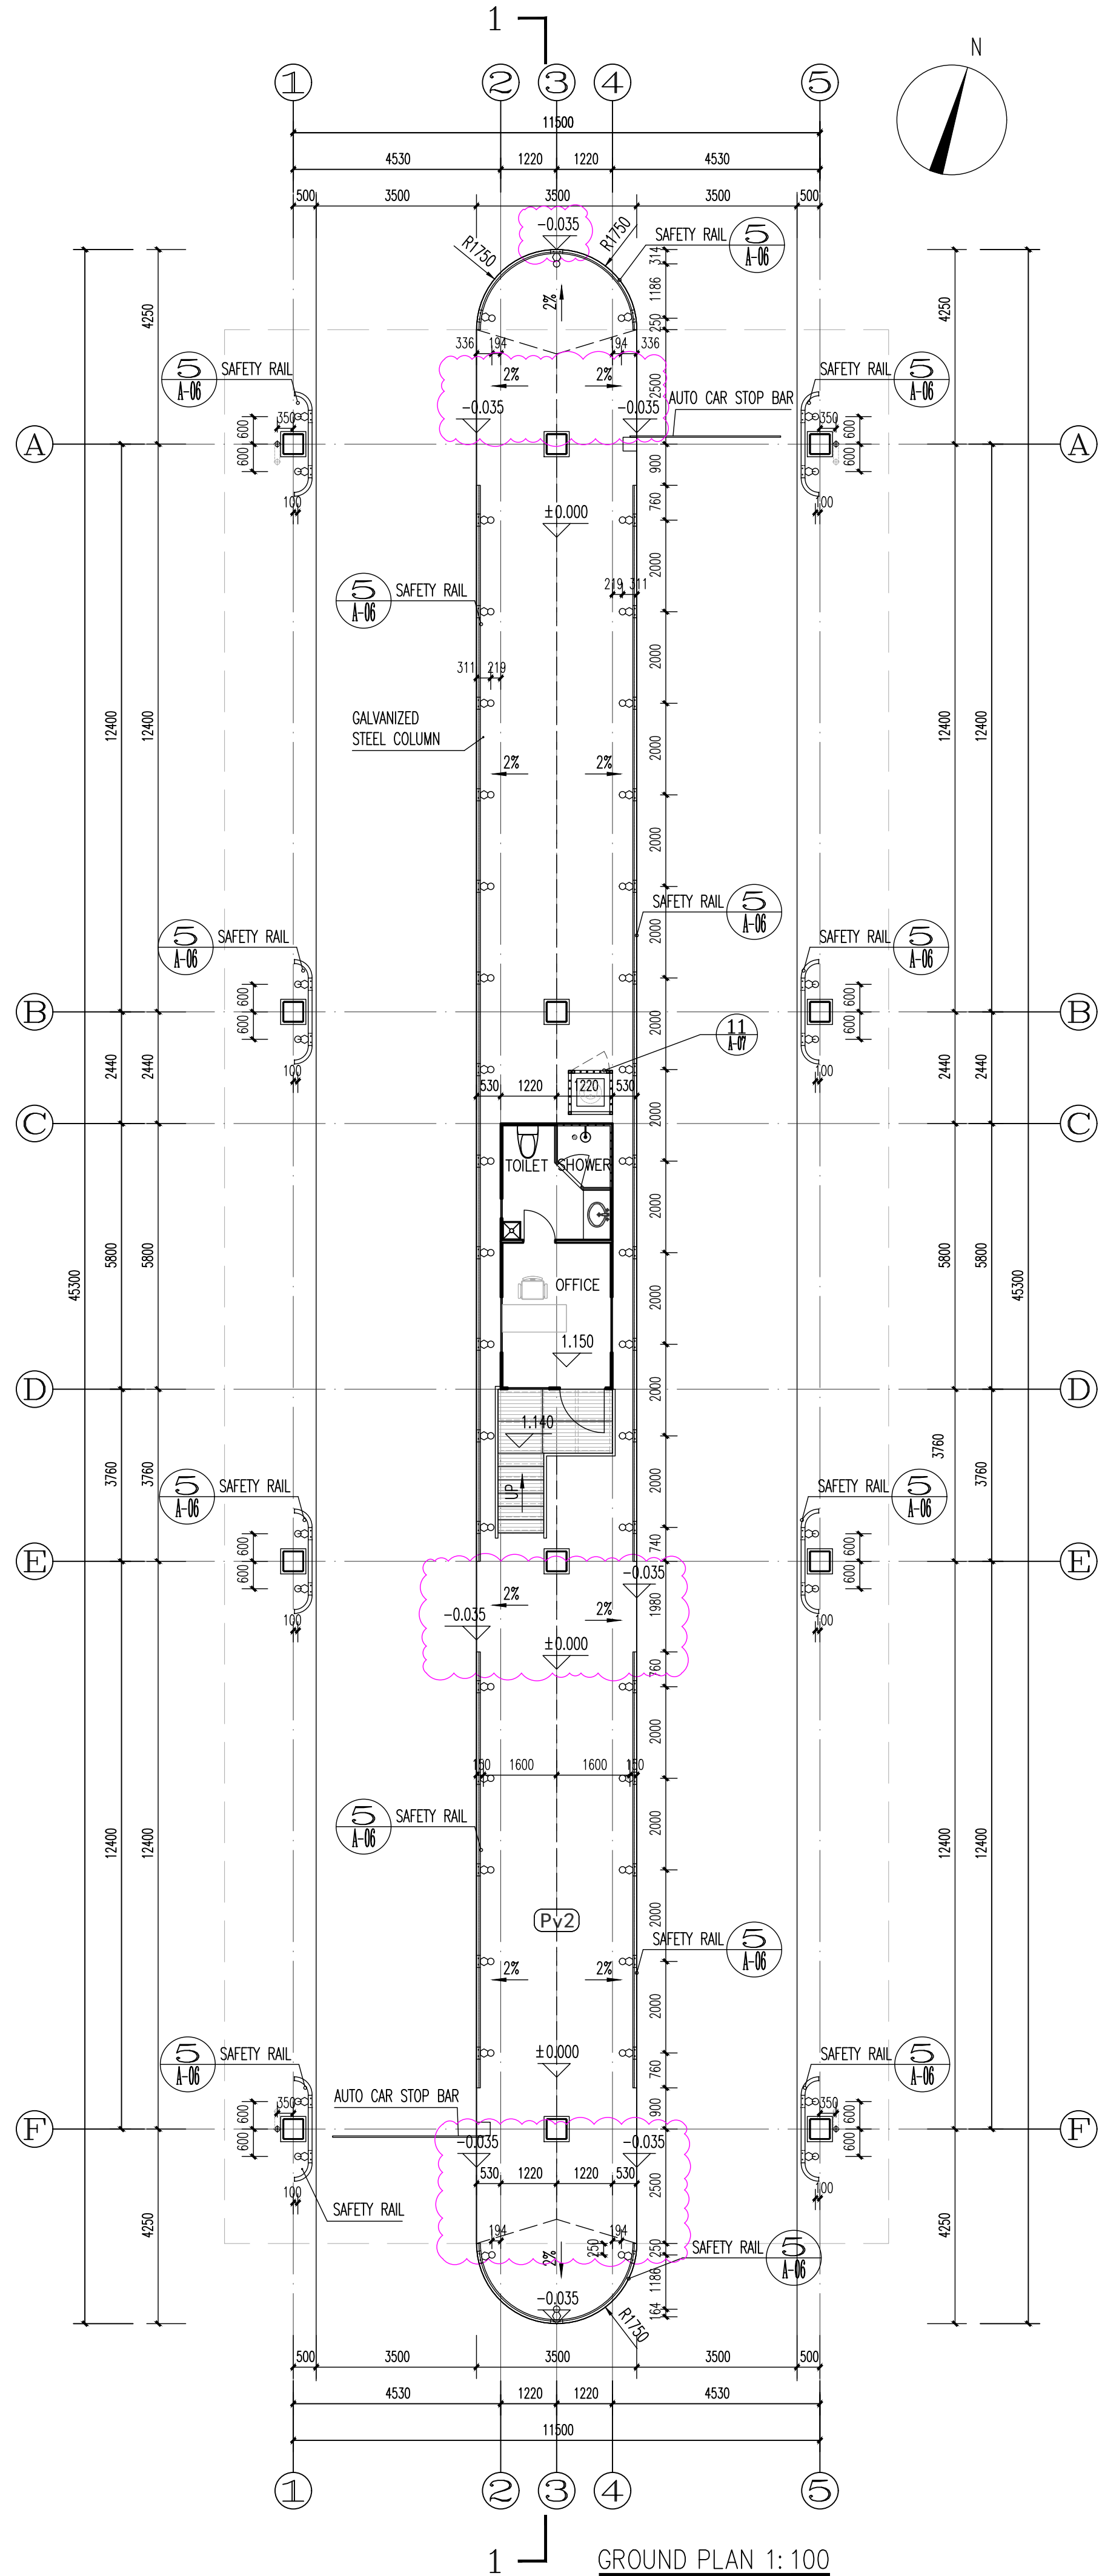 1
N
1 2 3 4 5
11500
4530 1220 1220 4530
500 3500 3500 3500 500
-0.035
SAFETY RAIL 5 A-06
R1750 R1750
314
1186
250
4250 4250
2%
336 194 194 336
5 A-06 SAFETY RAIL
SAFETY RAIL 5 A-06
2% 2%
2500
AUTO CAR STOP BAR
-0.035 -0.035
350 350
600 600
A A
600 600
900
100 100
760
±0.000
2000
219 311
5 A-06 SAFETY RAIL
2000
311 219
GALVANIZED
STEEL COLUMN
12400 12400 12400 12400
2000
2% 2%
2000
SAFETY RAIL 5 A-06
2000
5 A-06 SAFETY RAIL
SAFETY RAIL 5 A-06
600 600
B B
600 600
2000
11 A-07
2440 2440 2440 2440
100 100
530 1220 1220 530
2000
C C
TOILET SHOWER
2000
5800 5800 5800 5800
45300 45300
OFFICE
2000
1.150
D D
2000
1.140
3760 3760 3760 3760
5 A-06 SAFETY RAIL
SAFETY RAIL 5 A-06
UP
2000
600 600
740
E E
600 600
-0.035
2%
-0.035 2%
1980
100 100
±0.000
760
2000
150 1600 1600 150
5 A-06 SAFETY RAIL
2000
12400 12400 12400 12400
2000
Pv2
SAFETY RAIL 5 A-06
2% 2%
2000
±0.000
5 A-06 SAFETY RAIL
SAFETY RAIL 5 A-06
760
AUTO CAR STOP BAR
350 350
600 600
900
F F
600 600
-0.035 -0.035
530 1220 1220 530
2500
100 100
SAFETY RAIL
4250 4250
194 194
250 250
SAFETY RAIL 5 A-06
2%
1186
-0.035
164
R1750
500 3500 3500 3500 500
4530 1220 1220 4530
11500
1 2 3 4 5
1
GROUND PLAN 1:100